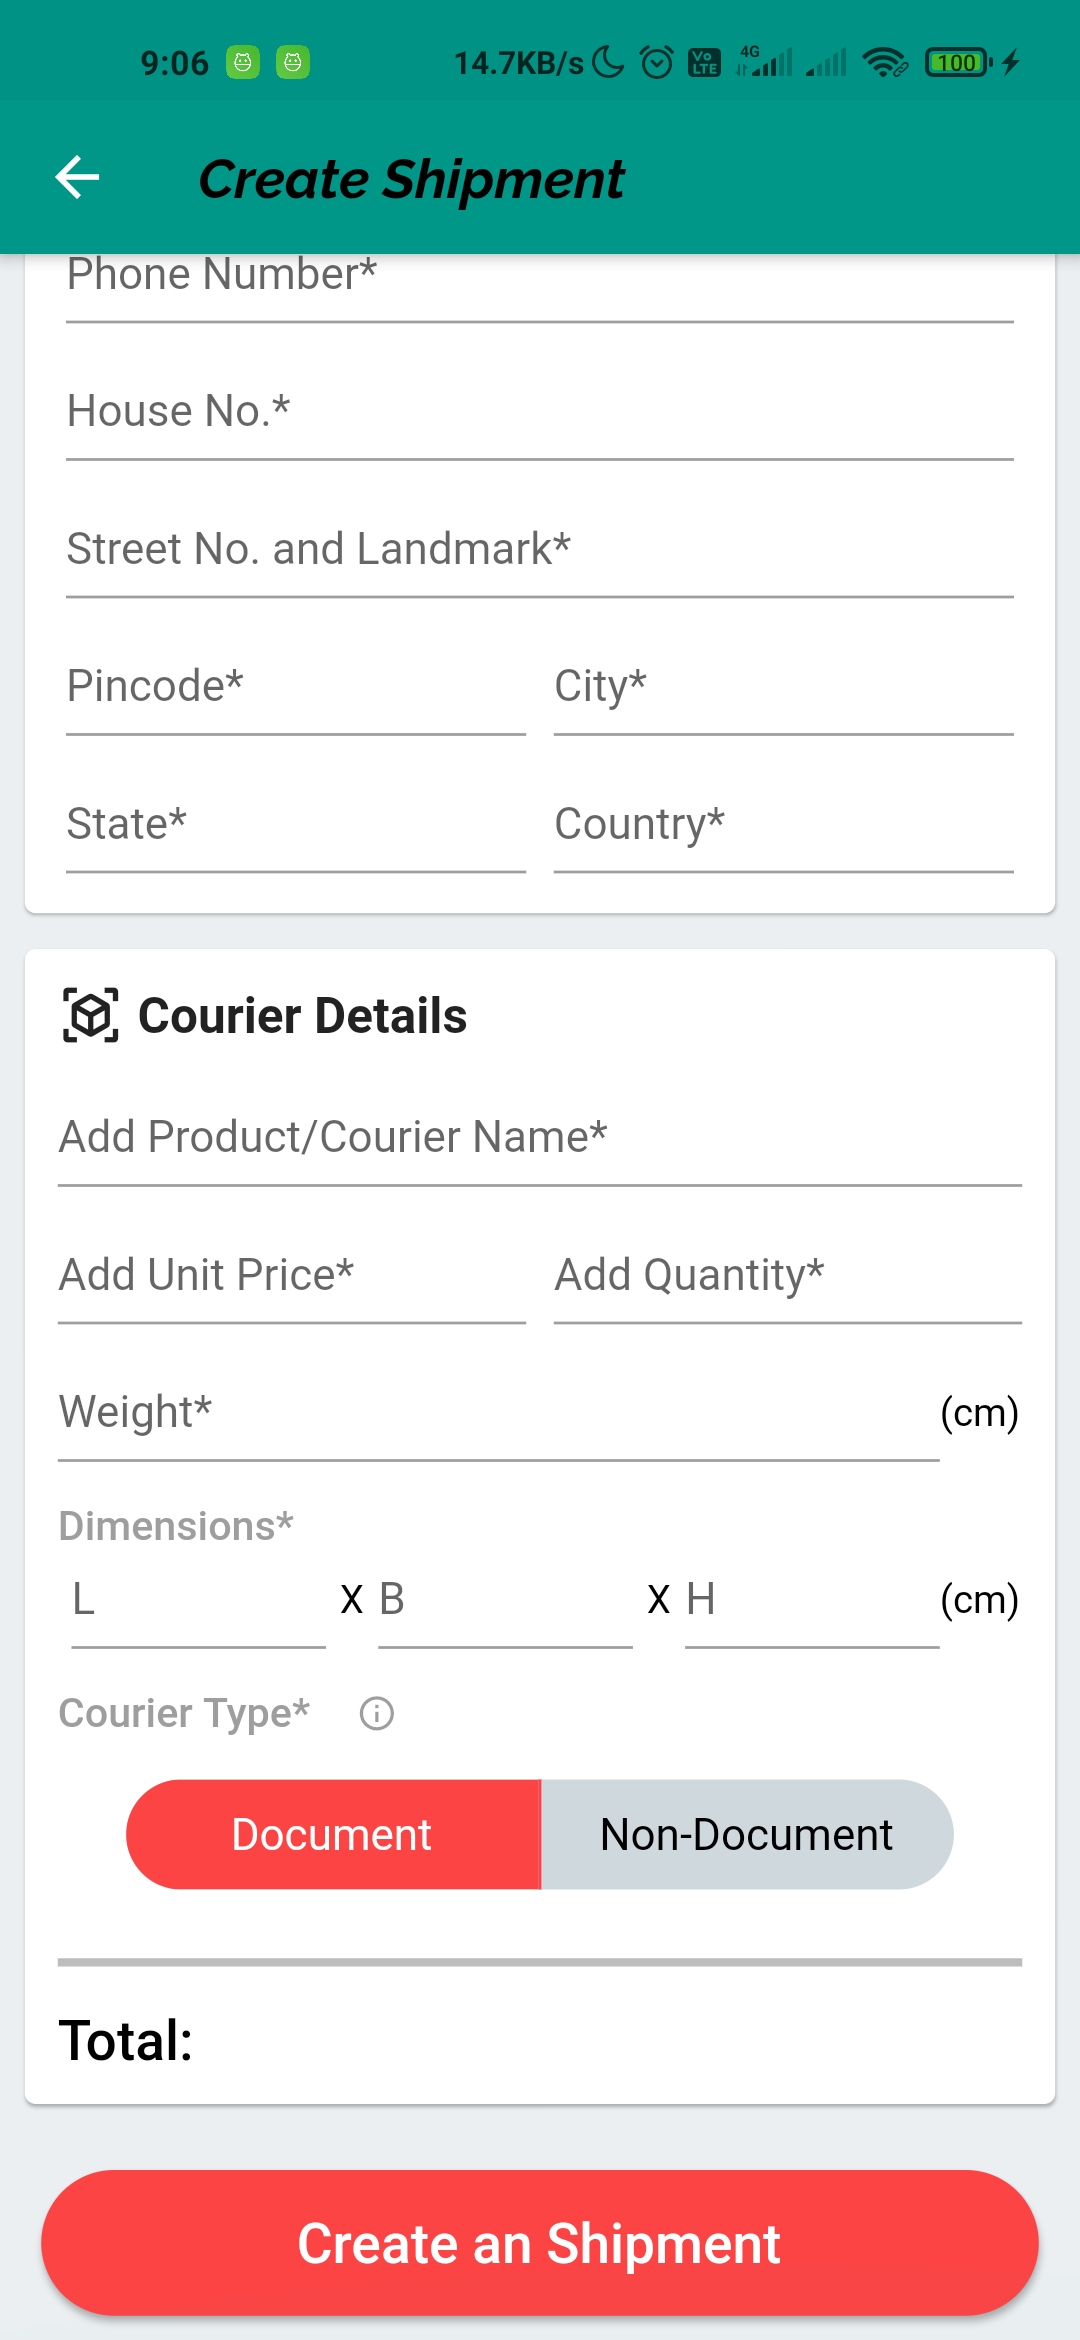 9:06 14.7KB/s Vo LTE 4G 100
Create Shipment
Phone Number*
House No.*
Street No. and Landmark*
Pincode* City*
State* Country*
Courier Details
Add Product/Courier Name*
Add Unit Price* Add Quantity*
Weight* (cm)
Dimensions*
L X B X H (cm)
Courier Type*
Document Non-Document
Total:
Create an Shipment